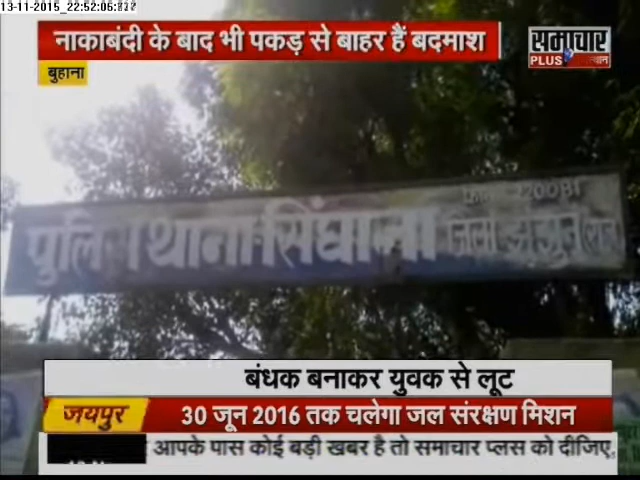 13-11-2015_22:52:06:
नाकाबंदी के बाद भी पकड़ से बाहर हैं बदमाश
समाचार
PLUS
बुहाना
220081
थाना सिंघाना
बंधक बनाकर युवक से लूट
जयपुर
30 जून 2016 तक चलेगा जल संरक्षण मिशन
आपके पास कोई बड़ी खबर है तो समाचार प्लस को दीजिए.